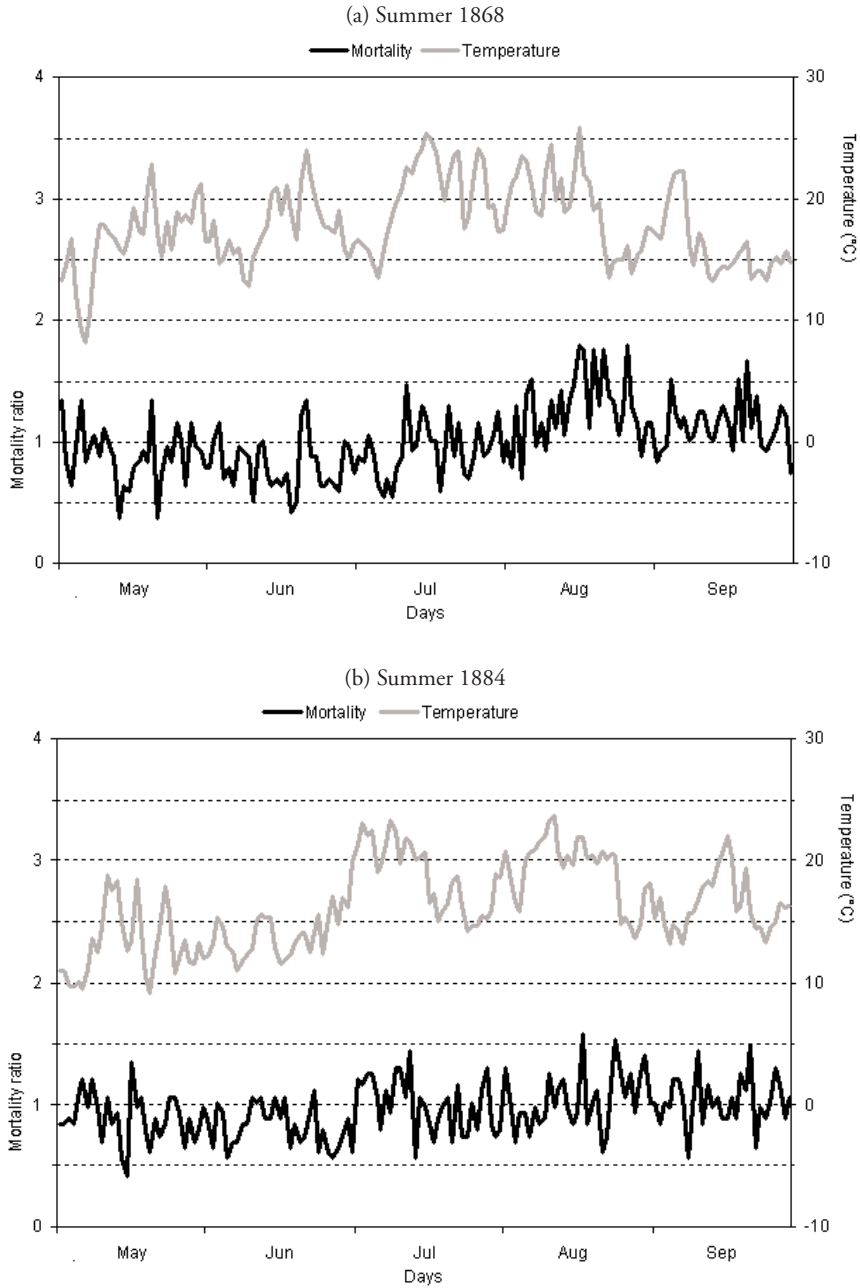 (a) Summer 1868
Mortality Temperature
4 30
3 20
2 10
1 0
0 -10
Mortality ratio
Temperature (°C)
May Jun Jul Aug Sep
Days
(b) Summer 1884
Mortality Temperature
4 30
3 20
2 10
1 0
0 -10
Mortality ratio
Temperature (°C)
May Jun Jul Aug Sep
Days